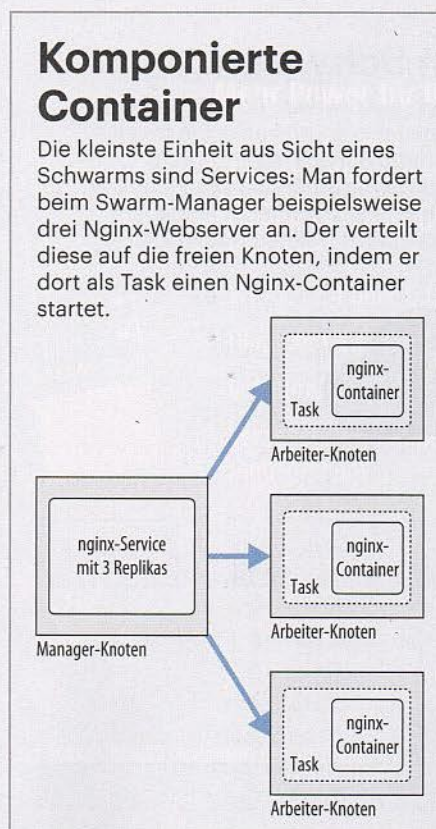 Komponierte
Container
Die kleinste Einheit aus Sicht eines
Schwarms sind Services: Man fordert
beim Swarm-Manager beispielsweise
drei Nginx-Webserver an. Der verteilt
diese auf die freien Knoten, indem er
dort als Task einen Nginx-Container
startet.
nginx-
Container
Task
Arbeiter-Knoten
nginx-Service
mit 3 Replikas
Manager-Knoten
nginx-
Container
Task
Arbeiter-Knoten
nginx-
Container
Task
Arbeiter-Knoten